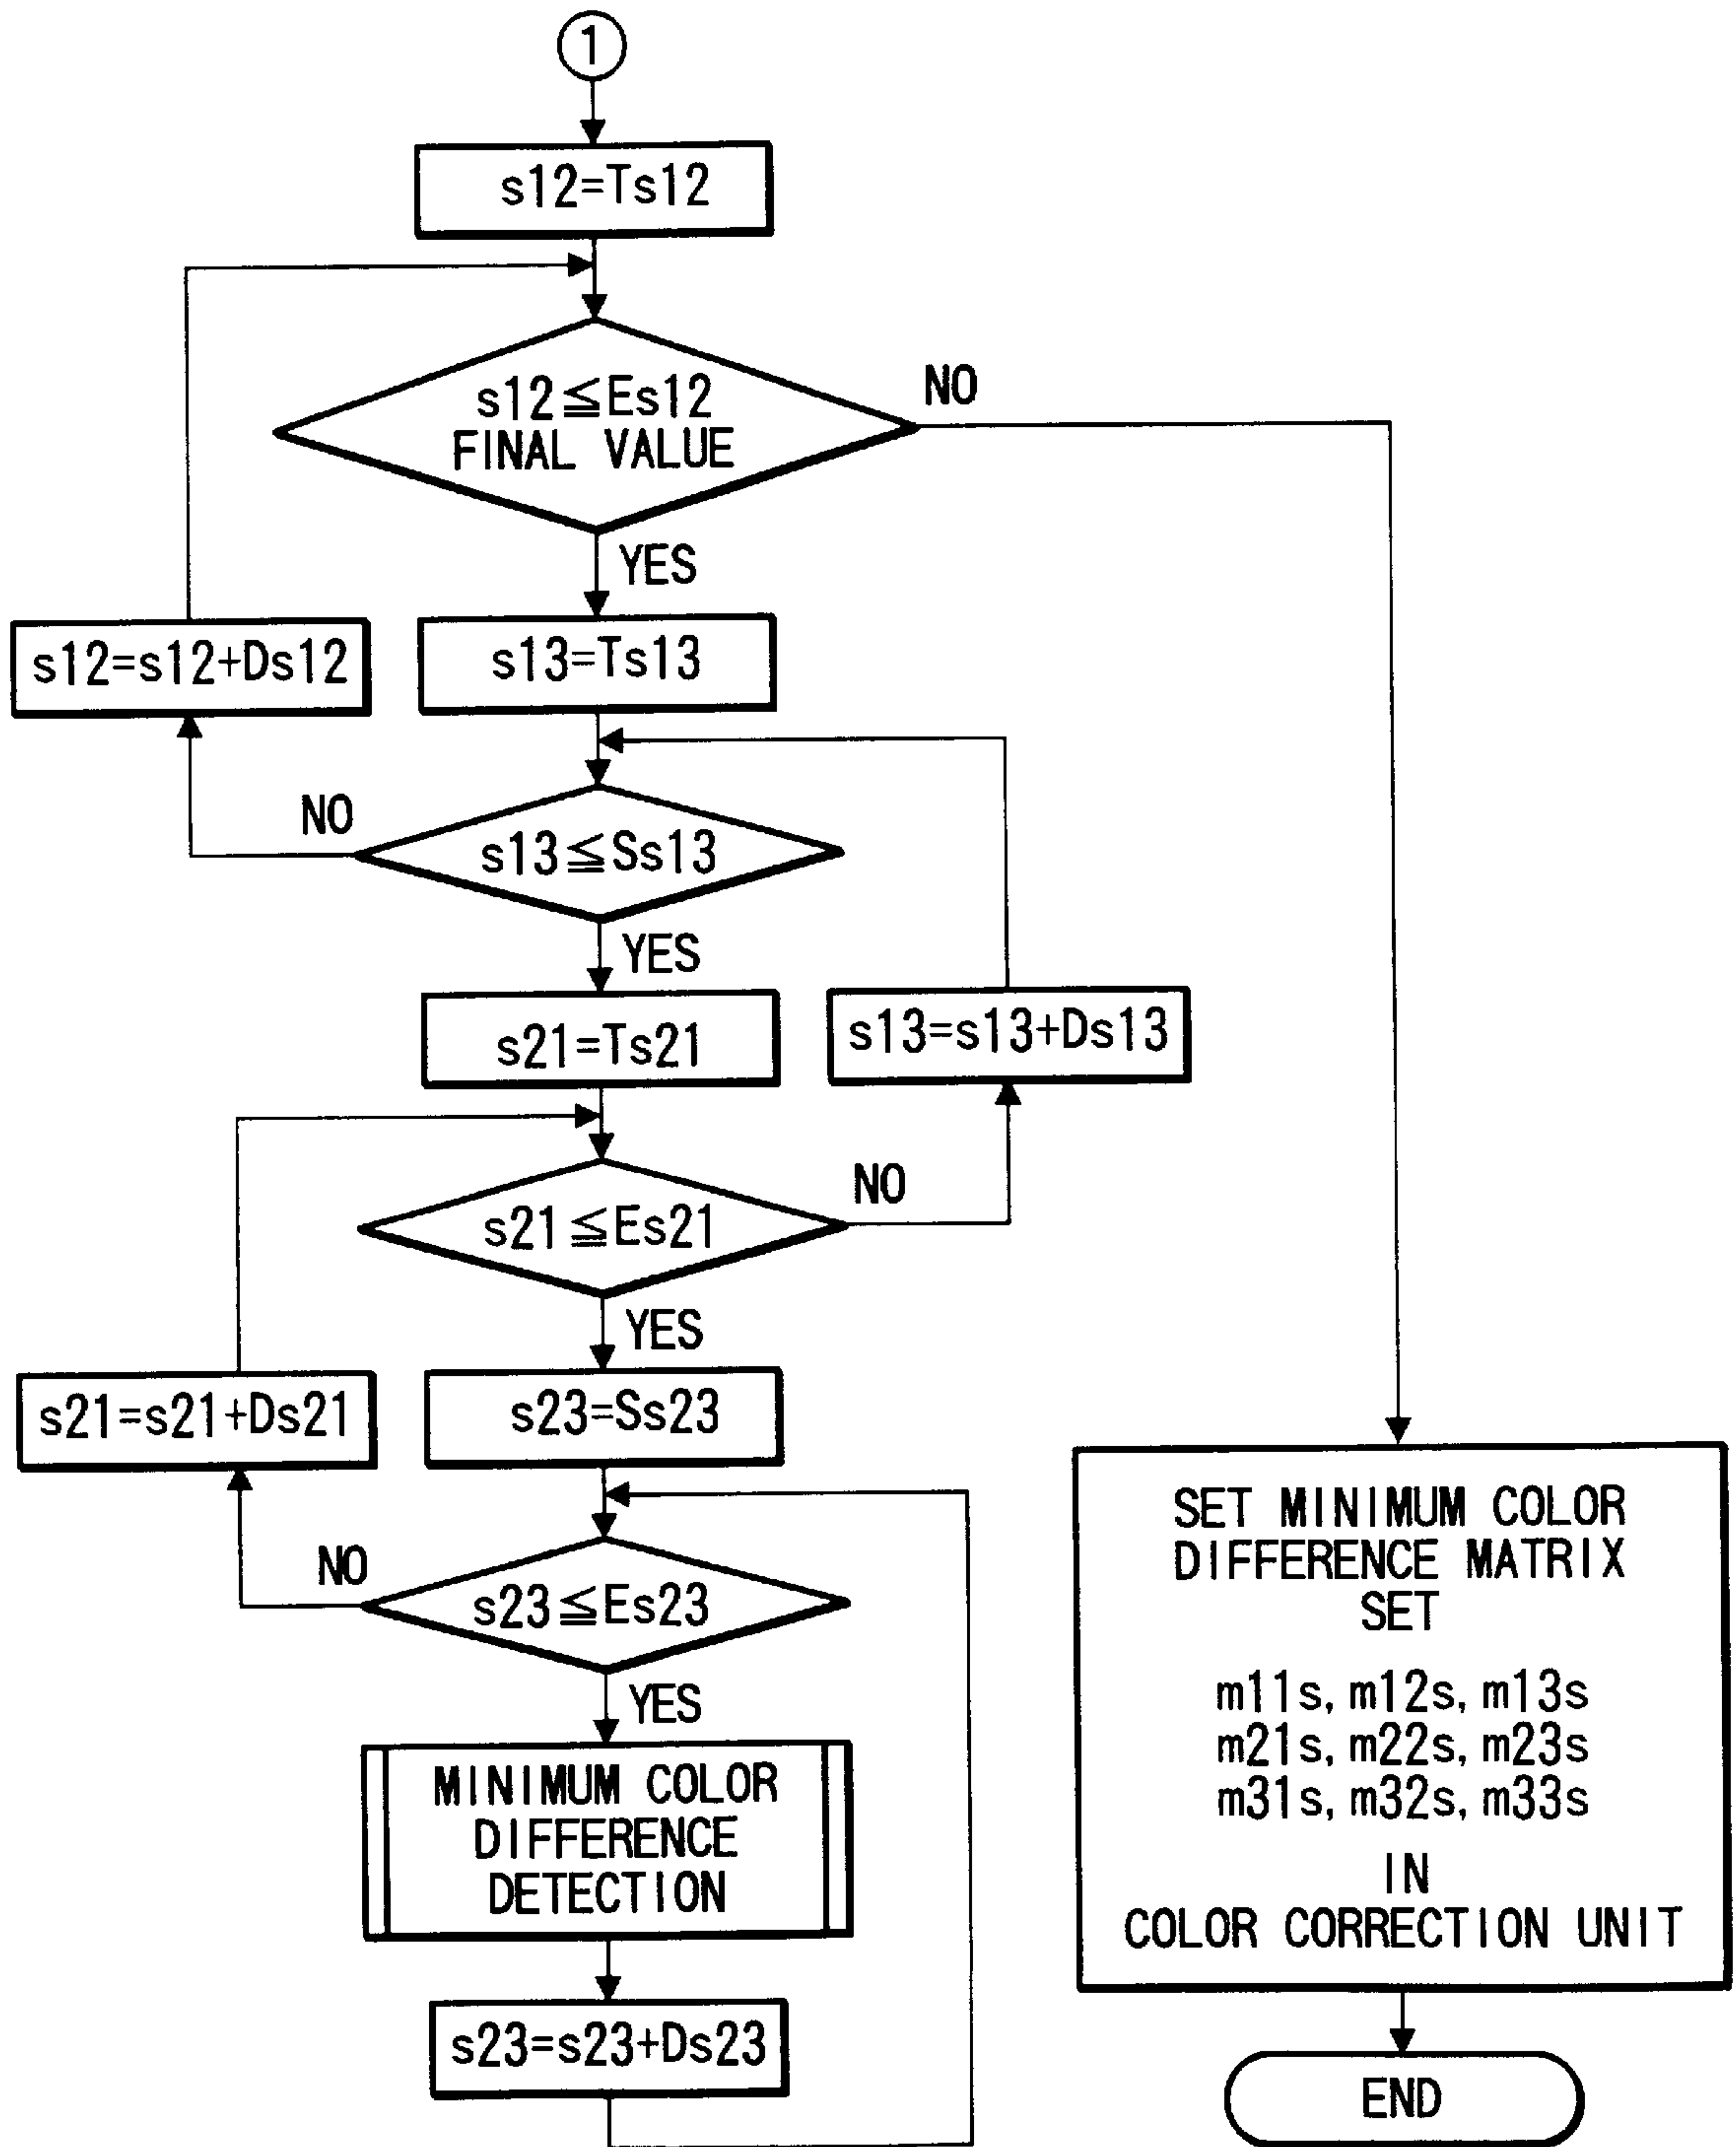 1
s12=Ts12
s12≦Es12
FINAL VALUE
NO
YES
s12=s12+Ds12
s13=Ts13
NO
s13≦Ss13
YES
s21=Ts21
s13=s13+Ds13
s21≦Es21
NO
YES
s21=s21+Ds21
s23=Ss23
NO
s23≦Es23
YES
MINIMUM COLOR
DIFFERENCE
DETECTION
s23=s23+Ds23
SET MINIMUM COLOR
DIFFERENCE MATRIX
SET
m11s, m12s, m13s
m21s, m22s, m23s
m31s, m32s, m33s
IN
COLOR CORRECTION UNIT
END